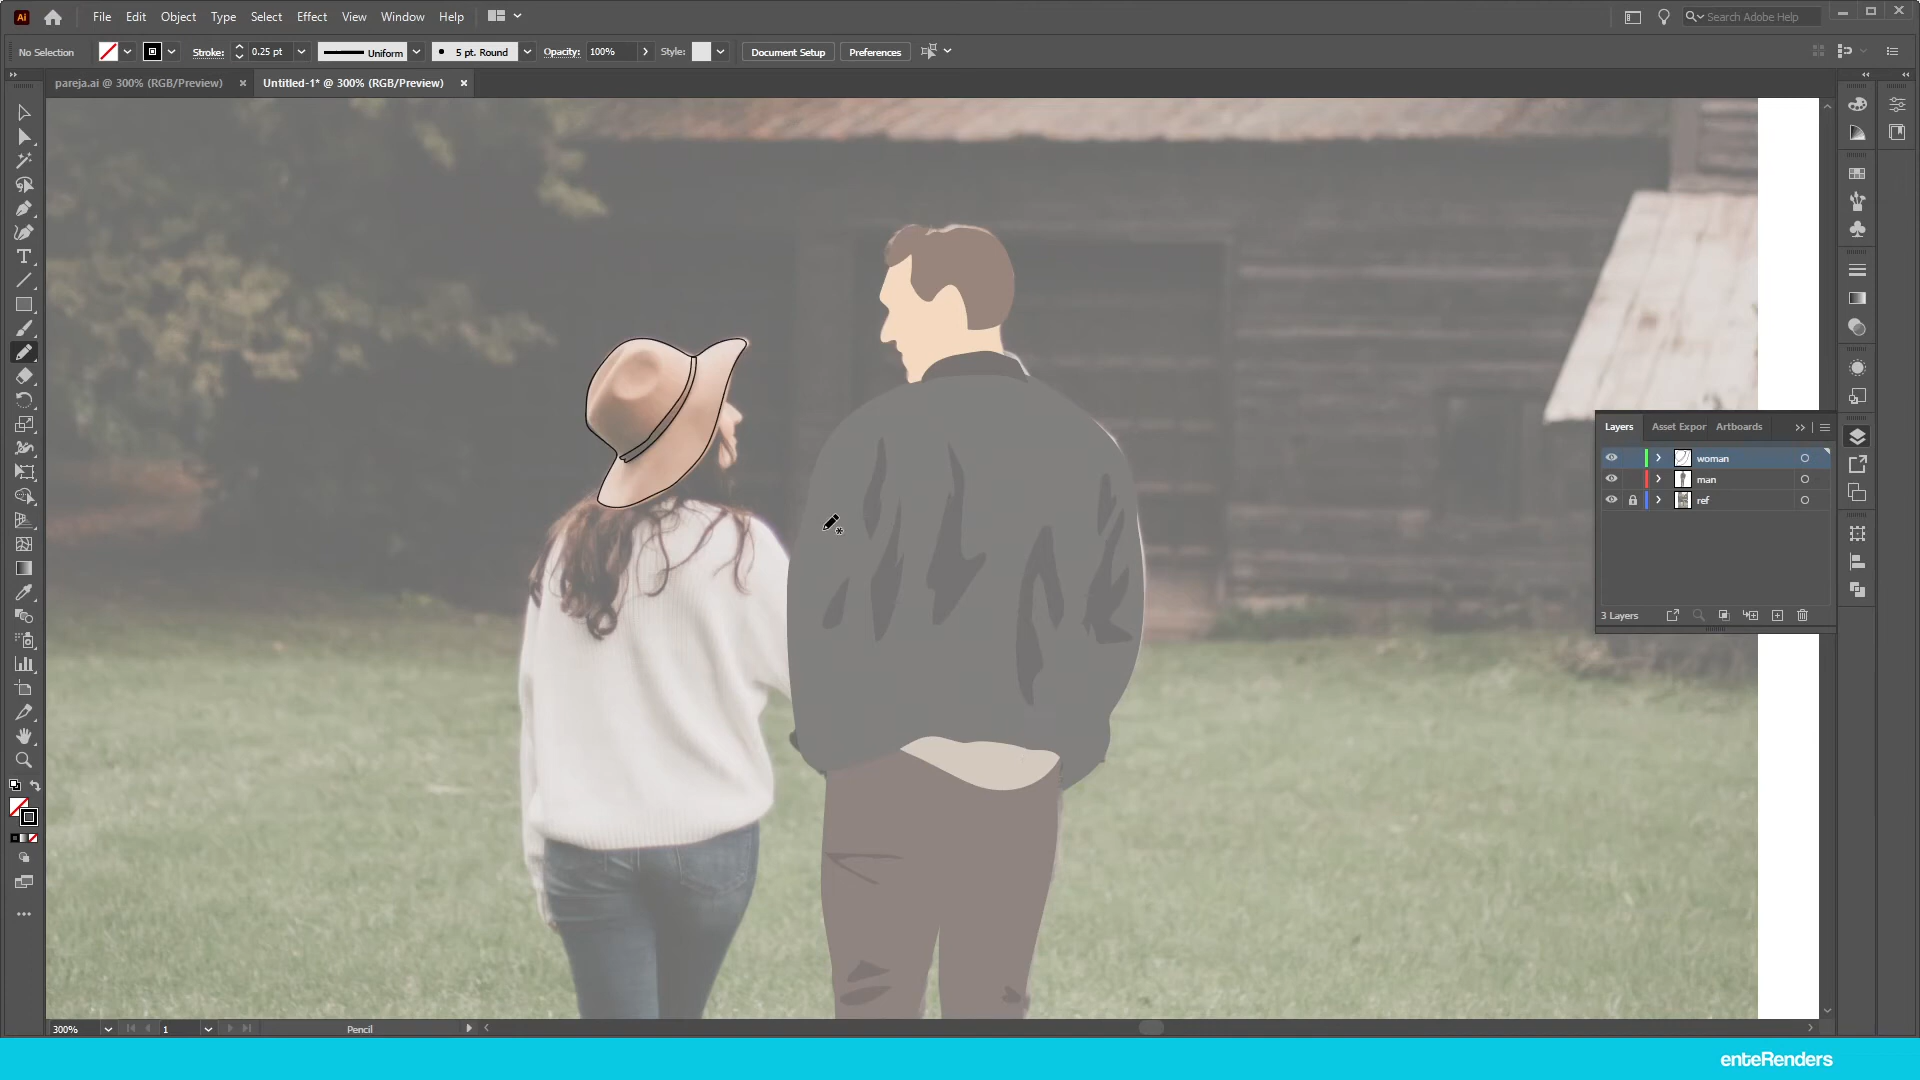 Ai File Edit Object Type Select Effect View Window Help Search Adobe Help
No Selection Stroke: 0.25 pt Uniform 5 pt. Round Opacity: 100% Style: Document Setup Preferences
pareja.ai @ 300% (RGB/Preview) Untitled-1* @ 300% (RGB/Preview)
Layers Asset Expor Artboards
woman
man
ref
3 Layers
300% 1 Pencil
enteRenders